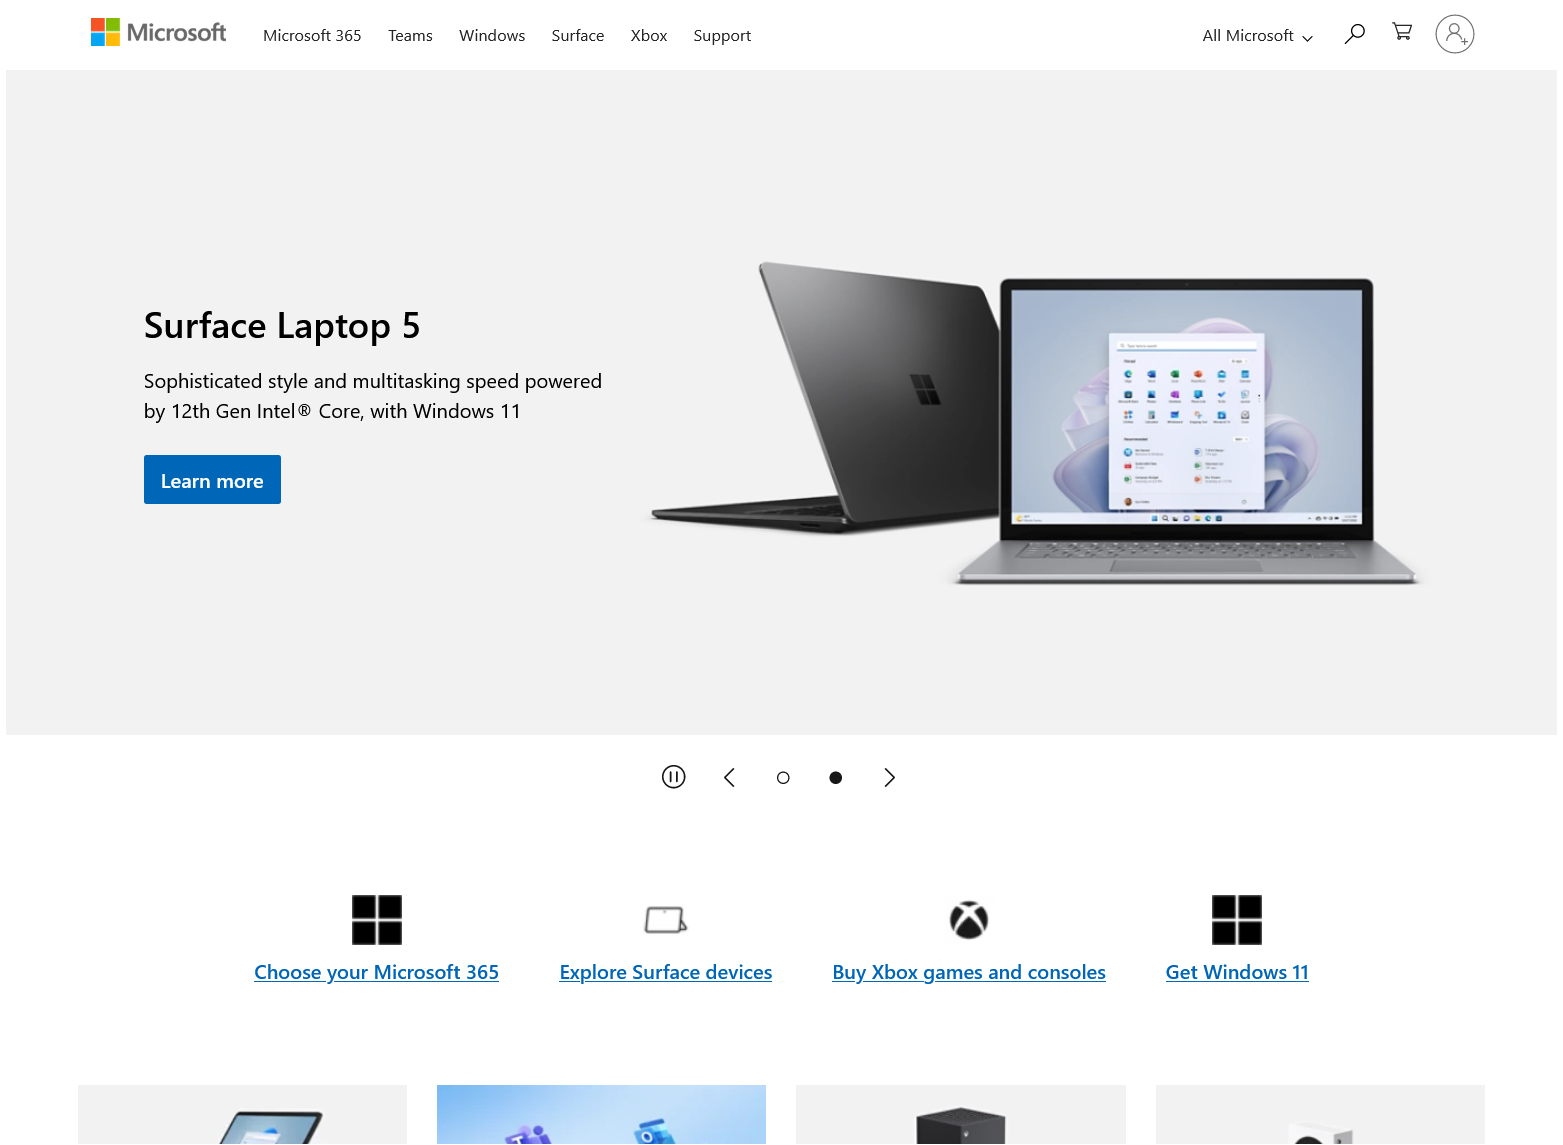 Microsoft
Microsoft 365
Teams
Windows
Surface
Xbox
Support
All Microsoft
Surface Laptop 5
Sophisticated style and multitasking speed powered
by 12th Gen Intel® Core, with Windows 11
Learn more
Choose your Microsoft 365
Explore Surface devices
Buy Xbox games and consoles
Get Windows 11